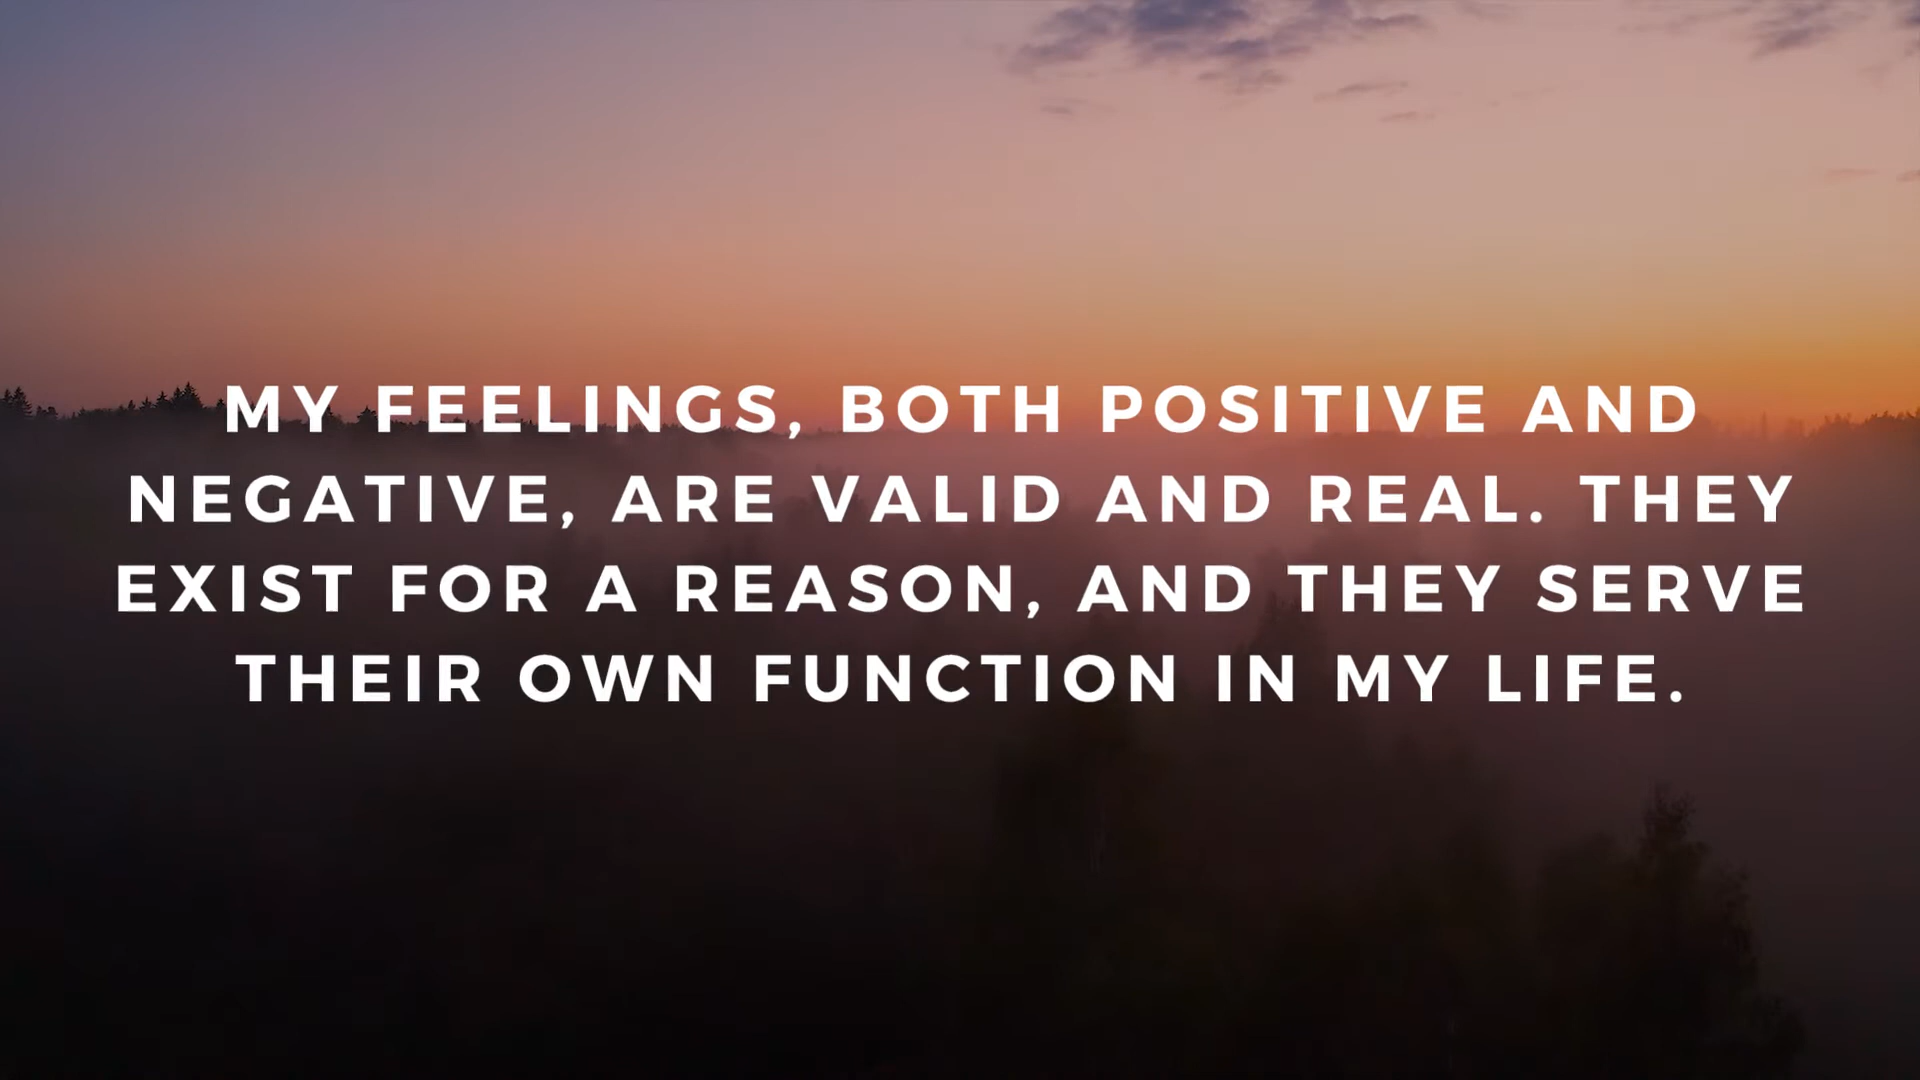 MY FEELINGS, BOTH POSITIVE AND
NEGATIVE, ARE VALID AND REAL. THEY
EXIST FOR A REASON, AND THEY SERVE
THEIR OWN FUNCTION IN MY LIFE.